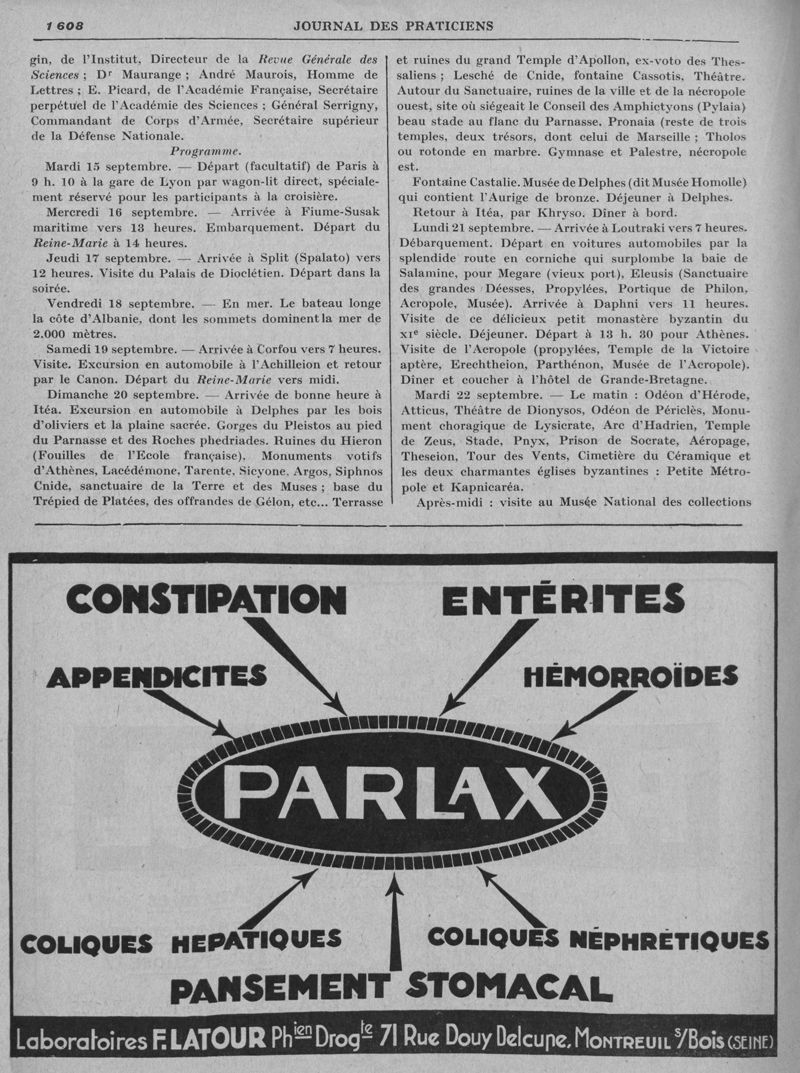 1608
JOURNAL DES PRATICIENS
gin, de l'Institut, Directeur de la Revue Générale des
Sciences ; Dr Maurange ; André Maurois, Homme de
Lettres ; E. Picard, de l'Académie Française, Secrétaire
perpétuel de l'Académie des Sciences ; Général Serrigny,
Commandant de Corps d'Armée, Secrétaire supérieur
de la Défense Nationale.
Programme.
Mardi 15 septembre. — Départ (facultatif) de Paris à
9 h. 10 à la gare de Lyon par wagon-lit direct, spéciale-
ment réservé pour les participants à la croisière.
Mercredi 16 septembre. — Arrivée à Fiume-Susak
maritime vers 13 heures. Embarquement. Départ du
Reine-Marie à 14 heures.
Jeudi 17 septembre. — Arrivée à Split (Spalato) vers
12 heures. Visite du Palais de Dioclétien. Départ dans la
soirée.
Vendredi 18 septembre. — En mer. Le bateau longe
la côte d'Albanie, dont les sommets dominent la mer de
2.000 mètres.
Samedi 19 septembre. — Arrivée à Corfou vers 7 heures.
Visite. Excursion en automobile à l'Achilleion et retour
par le Canon. Départ du Reine-Marie vers midi.
Dimanche 20 septembre. — Arrivée de bonne heure à
Itéa. Excursion en automobile à Delphes par les bois
d'oliviers et la plaine sacrée. Gorges du Pleistos au pied
du Parnasse et des Roches phedriades. Ruines du Hieron
(Fouilles de l'Ecole française). Monuments votifs
d'Athènes, Lacédémone, Tarente, Sicyone, Argos, Siphnos
Cnide, sanctuaire de la Terre et des Muses ; base du
Trépied de Platées, des offrandes de Gélon, etc... Terrasse
et ruines du grand Temple d'Apollon, ex-voto des Thes-
saliens ; Lesché de Cnide, fontaine Cassotis, Théâtre.
Autour du Sanctuaire, ruines de la ville et de la nécropole
ouest, site où siégeait le Conseil des Amphictyons (Pylaia)
beau stade au flanc du Parnasse. Pronaia (reste de trois
temples, deux trésors, dont celui de Marseille ; Tholos
ou rotonde en marbre. Gymnase et Palestre, nécropole
est.
Fontaine Castalie. Musée de Delphes (dit Musée Homolle)
qui contient l'Aurige de bronze. Déjeuner à Delphes.
Retour à Itéa, par Khryso. Dîner à bord.
Lundi 21 septembre. — Arrivée à Loutraki vers 7 heures.
Débarquement. Départ en voitures automobiles par la
splendide route en corniche qui surplombe la baie de
Salamine, pour Megare (vieux port), Eleusis (Sanctuaire
des grandes Déesses, Propylées, Portique de Philon,
Acropole, Musée). Arrivée à Daphni vers 11 heures.
Visite de ce délicieux petit monastère byzantin du
XIe siècle. Déjeuner. Départ à 13 h. 30 pour Athènes.
Visite de l'Acropole (propylées, Temple de la Victoire
aptère, Erechtheion, Parthénon, Musée de l'Acropole).
Dîner et coucher à l'hôtel de Grande-Bretagne.
Mardi 22 septembre. — Le matin : Odéon d'Hérode,
Atticus, Théâtre de Dionysos, Odéon de Périclès, Monu-
ment choragique de Lysicrate, Arc d'Hadrien, Temple
de Zeus, Stade, Pnyx, Prison de Socrate, Aéropage,
Theseion, Tour des Vents, Cimetière du Céramique et
les deux charmantes églises byzantines : Petite Métro-
pole et Kapnicaréa.
Après-midi : visite au Musée National des collections
CONSTIPATION
ENTÉRITES
APPENDICITES
HÉMORROÏDES
PARLAX
COLIQUES HEPATIQUES
COLIQUES NÉPHRÉTIQUES
PANSEMENT STOMACAL
Laboratoires F. LATOUR Phien Drogte 71 Rue Douy Delcupe, MONTREUIL s/Bois (SEINE)